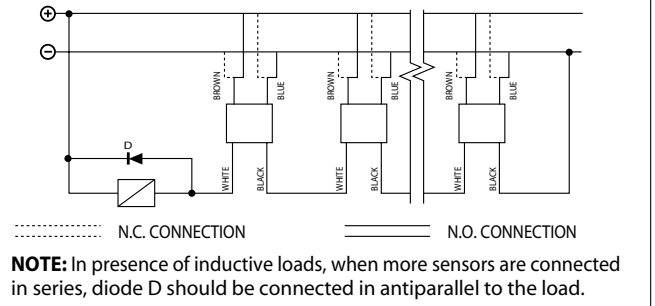 +
−
BROWN BLUE BROWN BLUE BROWN BLUE
D
WHITE BLACK WHITE BLACK WHITE BLACK
N.C. CONNECTION N.O. CONNECTION
NOTE: In presence of inductive loads, when more sensors are connected
in series, diode D should be connected in antiparallel to the load.